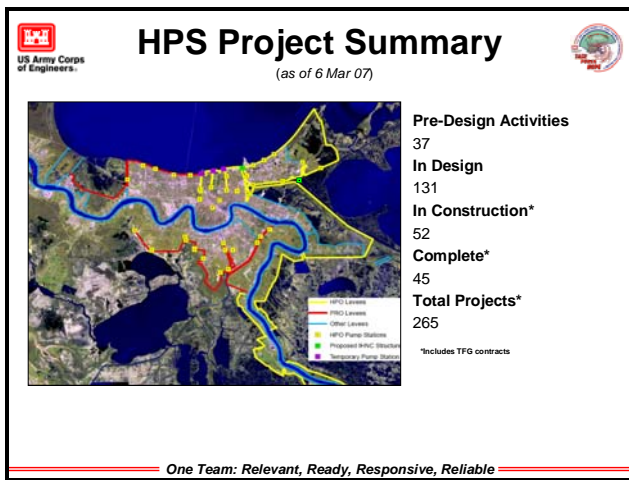 US Army Corps
of Engineers®
HPS Project Summary
(as of 6 Mar 07)
Pre-Design Activities
37
In Design
131
In Construction*
52
Complete*
45
Total Projects*
265
*Includes TFG contracts
HPO Levees
PRO Levees
Other Levees
HPO Pump Stations
Proposed IHNC Structure
Temporary Pump Station
One Team: Relevant, Ready, Responsive, Reliable